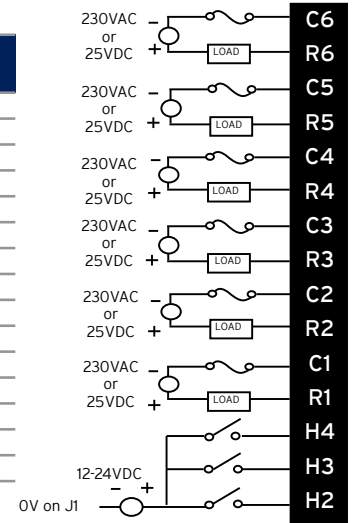 230VAC
or
25VDC
−
+
LOAD
C6
R6
230VAC
or
25VDC
−
+
LOAD
C5
R5
230VAC
or
25VDC
−
+
LOAD
C4
R4
230VAC
or
25VDC
−
+
LOAD
C3
R3
230VAC
or
25VDC
−
+
LOAD
C2
R2
230VAC
or
25VDC
−
+
LOAD
C1
R1
H4
H3
12-24VDC
− +
0V on J1
H2